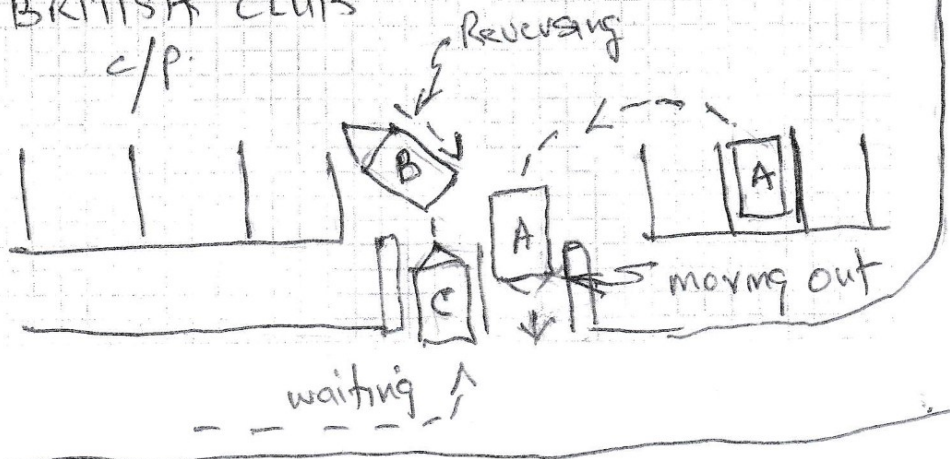 BRITISH CLUB
C/P.
Reversing
B
A
A
C
moving out
waiting